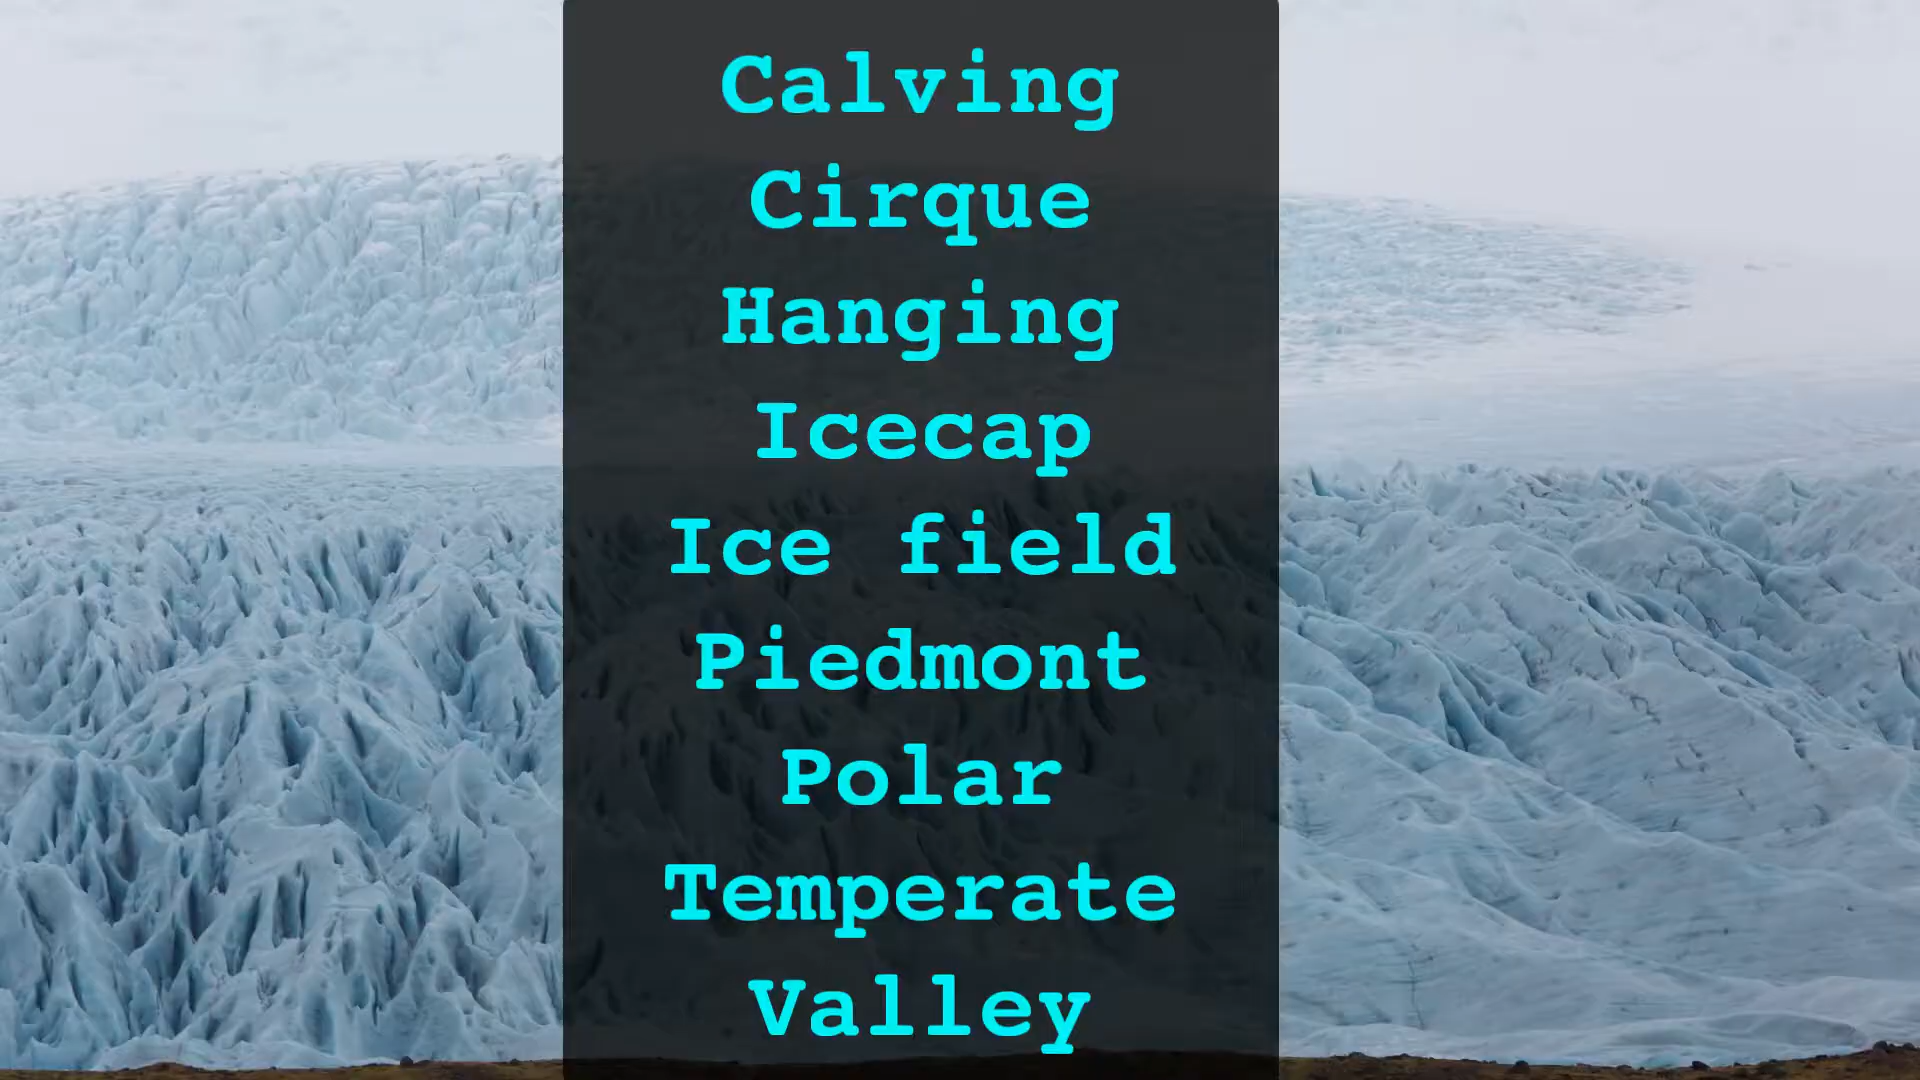 Calving
Cirque
Hanging
Icecap
Ice field
Piedmont
Polar
Temperate
Valley